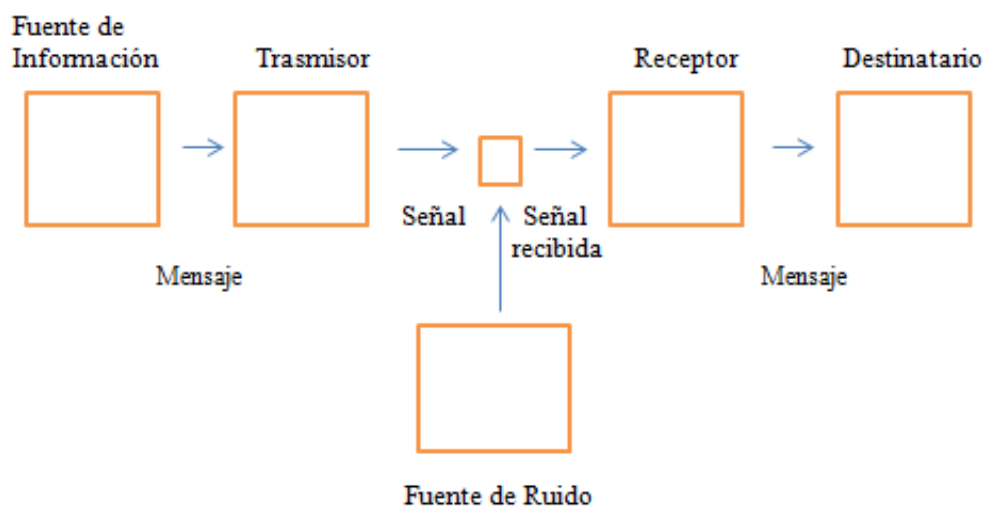 Fuente de
Información
Trasmisor
Receptor
Destinatario
Señal
Señal
recibida
Mensaje
Mensaje
Fuente de Ruido